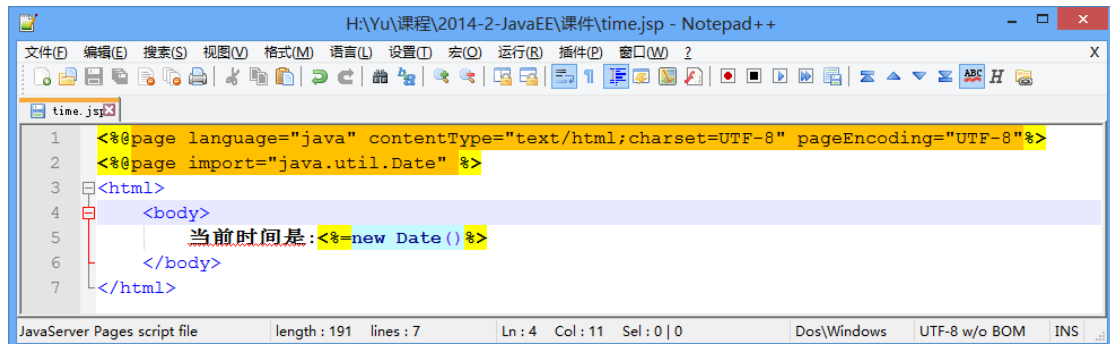 H:\Yu\课程\2014-2-JavaEE\课件\time.jsp - Notepad++
文件(F) 编辑(E) 搜索(S) 视图(V) 格式(M) 语言(L) 设置(T) 宏(O) 运行(R) 插件(P) 窗口(W) ? X
time.jsp
1 <%@page language="java" contentType="text/html;charset=UTF-8" pageEncoding="UTF-8"%>
2 <%@page import="java.util.Date" %>
3 <html>
4 <body>
5 当前时间是:<%=new Date()%>
6 </body>
7 </html>
JavaServer Pages script file length : 191 lines : 7 Ln : 4 Col : 11 Sel : 0 | 0 Dos\Windows UTF-8 w/o BOM INS